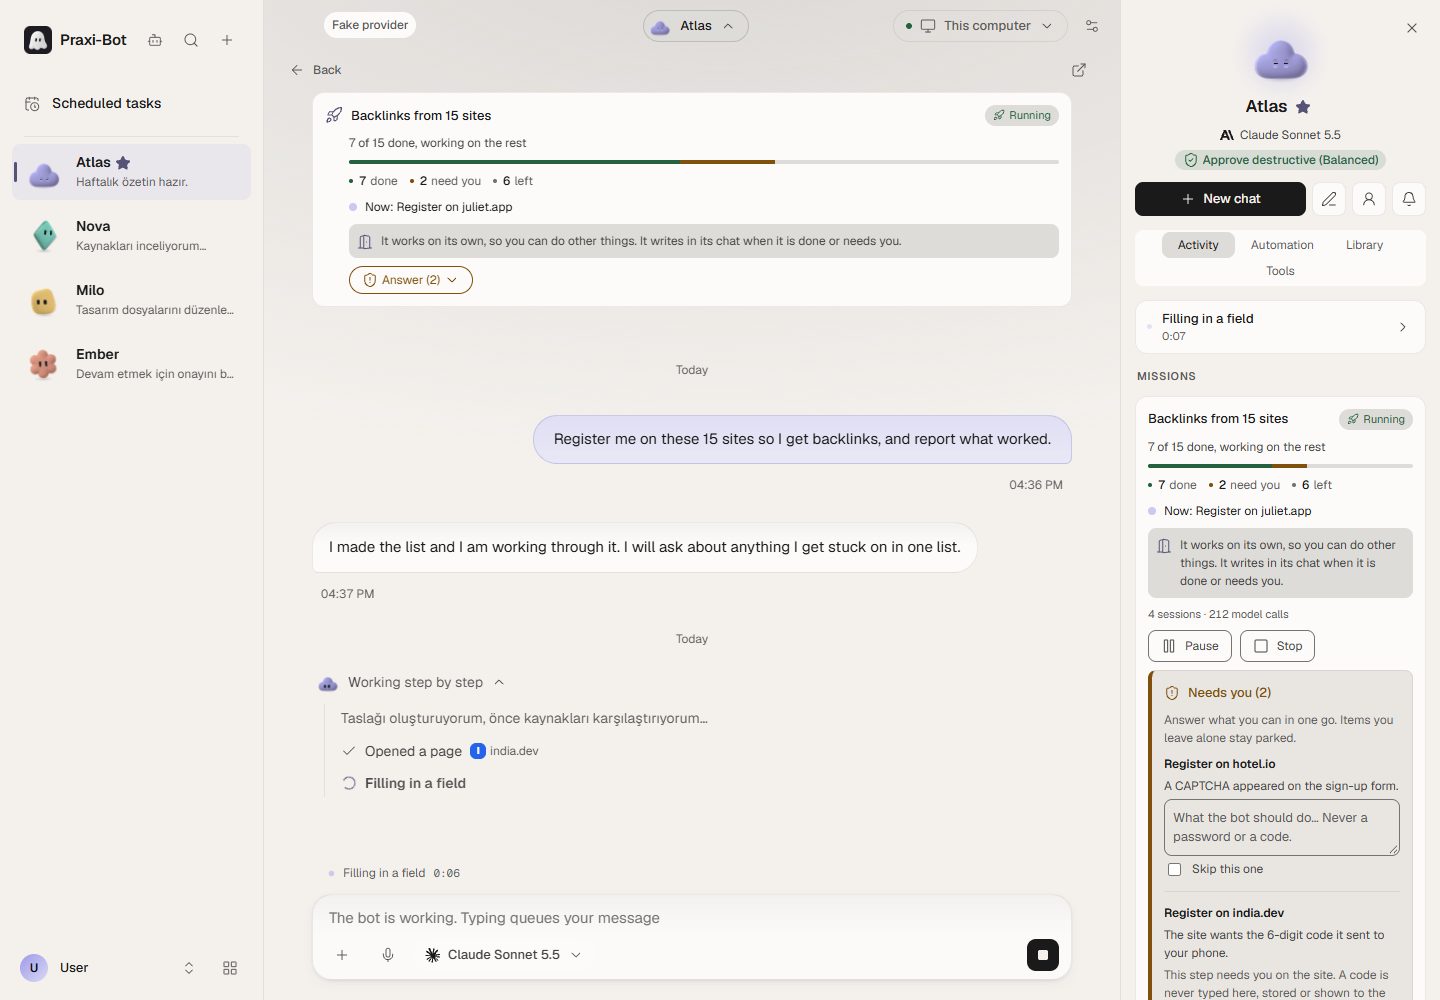 Praxi-Bot
Scheduled tasks
Atlas
Haftalık özetin hazır.
Nova
Kaynakları inceliyorum...
Milo
Tasarım dosyalarını düzenle...
Ember
Devam etmek için onayını b...
U
User
Fake provider
Atlas
This computer
Back
Backlinks from 15 sites
Running
7 of 15 done, working on the rest
7 done
2 need you
6 left
Now: Register on juliet.app
It works on its own, so you can do other things. It writes in its chat when it is done or needs you.
Answer (2)
Today
Register me on these 15 sites so I get backlinks, and report what worked.
04:36 PM
I made the list and I am working through it. I will ask about anything I get stuck on in one list.
04:37 PM
Today
Working step by step
Taslağı oluşturuyorum, önce kaynakları karşılaştırıyorum...
Opened a page
I
india.dev
Filling in a field
Filling in a field 0:06
The bot is working. Typing queues your message
Claude Sonnet 5.5
Atlas
Claude Sonnet 5.5
Approve destructive (Balanced)
New chat
Activity
Automation
Library
Tools
Filling in a field
0:07
MISSIONS
Backlinks from 15 sites
Running
7 of 15 done, working on the rest
7 done
2 need you
6 left
Now: Register on juliet.app
It works on its own, so you can do other
things. It writes in its chat when it is
done or needs you.
4 sessions · 212 model calls
Pause
Stop
Needs you (2)
Answer what you can in one go. Items you
leave alone stay parked.
Register on hotel.io
A CAPTCHA appeared on the sign-up form.
What the bot should do... Never a
password or a code.
Skip this one
Register on india.dev
The site wants the 6-digit code it sent to
your phone.
This step needs you on the site. A code is
never typed here, stored or shown to the